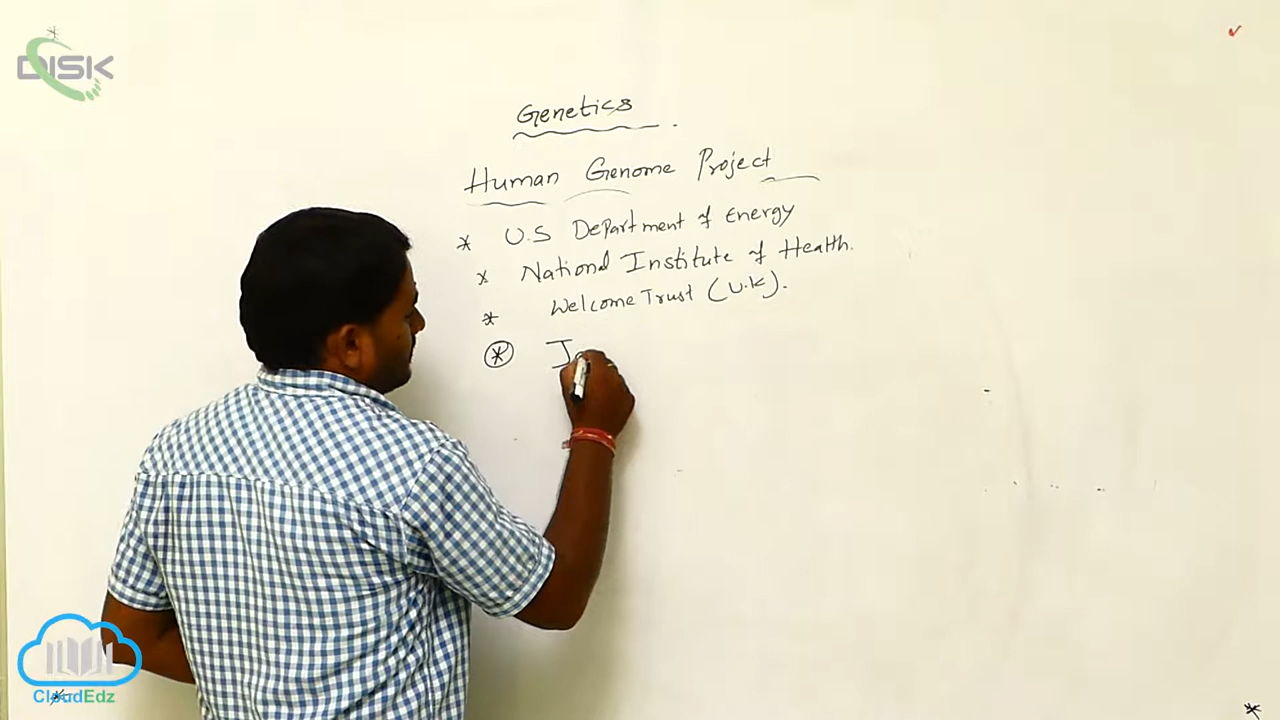 DISK
Genetics
Human Genome Project
* U.S Department of Energy
* National Institute of Health.
* Welcome Trust (U.K).
* J
CloudEdz